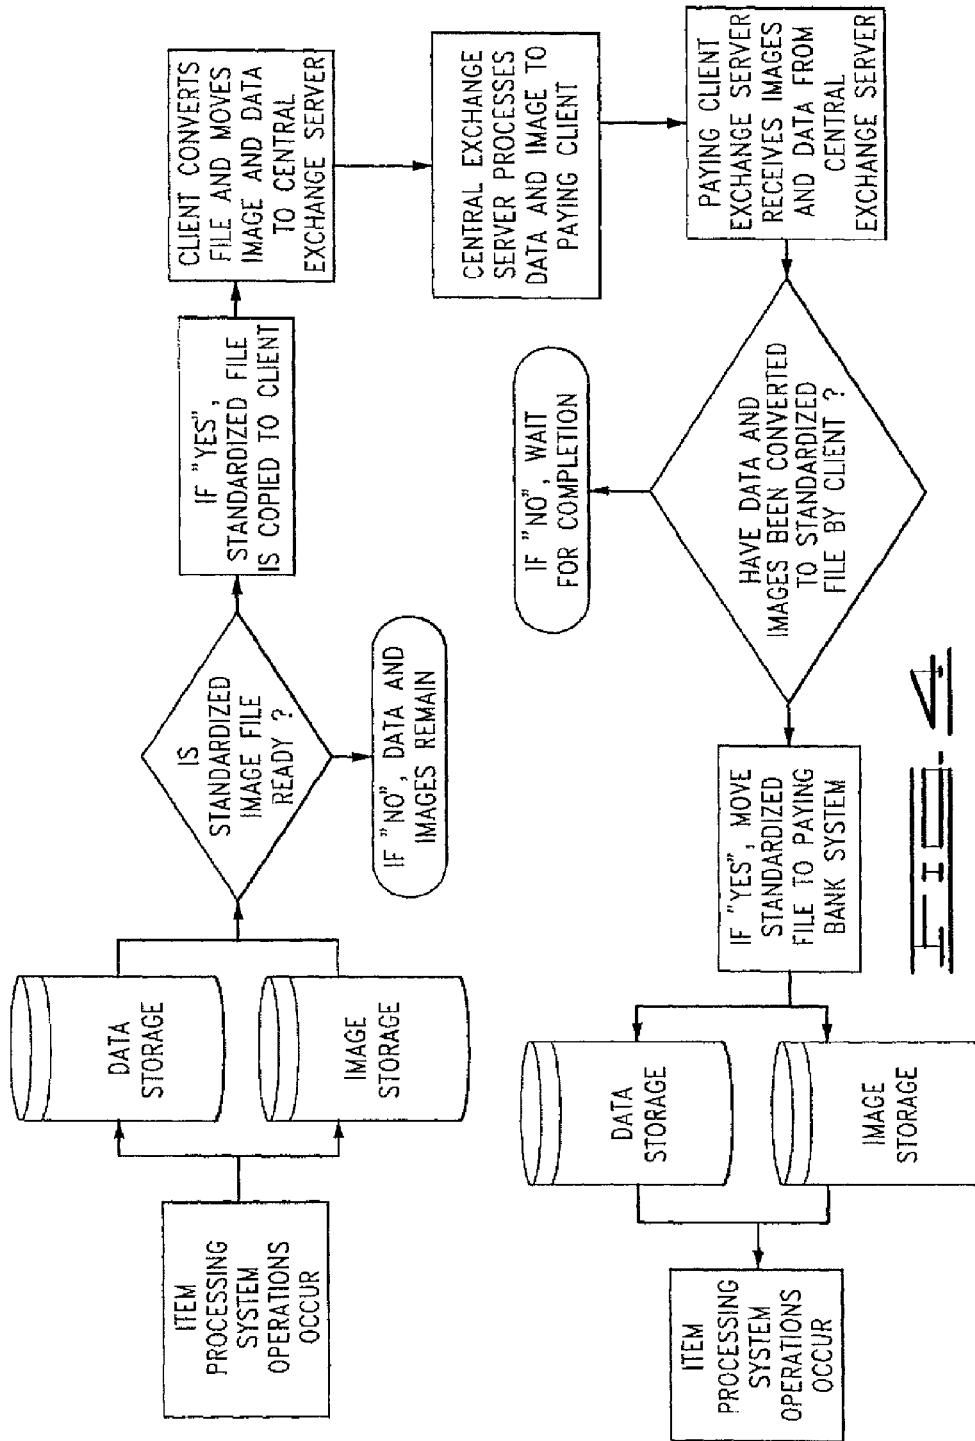 ITEM
PROCESSING
SYSTEM
OPERATIONS
OCCUR
DATA
STORAGE
IMAGE
STORAGE
IS
STANDARDIZED
IMAGE FILE
READY ?
IF "NO", DATA AND
IMAGES REMAIN
IF "YES",
STANDARDIZED FILE
IS COPIED TO CLIENT
CLIENT CONVERTS
FILE AND MOVES
IMAGE AND DATA
TO CENTRAL
EXCHANGE SERVER
CENTRAL EXCHANGE
SERVER PROCESSES
DATA AND IMAGE TO
PAYING CLIENT
PAYING CLIENT
EXCHANGE SERVER
RECEIVES IMAGES
AND DATA FROM
CENTRAL
EXCHANGE SERVER
HAVE DATA AND
IMAGES BEEN CONVERTED
TO STANDARDIZED
FILE BY CLIENT ?
IF "NO", WAIT
FOR COMPLETION
IF "YES", MOVE
STANDARDIZED
FILE TO PAYING
BANK SYSTEM
DATA
STORAGE
IMAGE
STORAGE
ITEM
PROCESSING
SYSTEM
OPERATIONS
OCCUR
FIG. 4